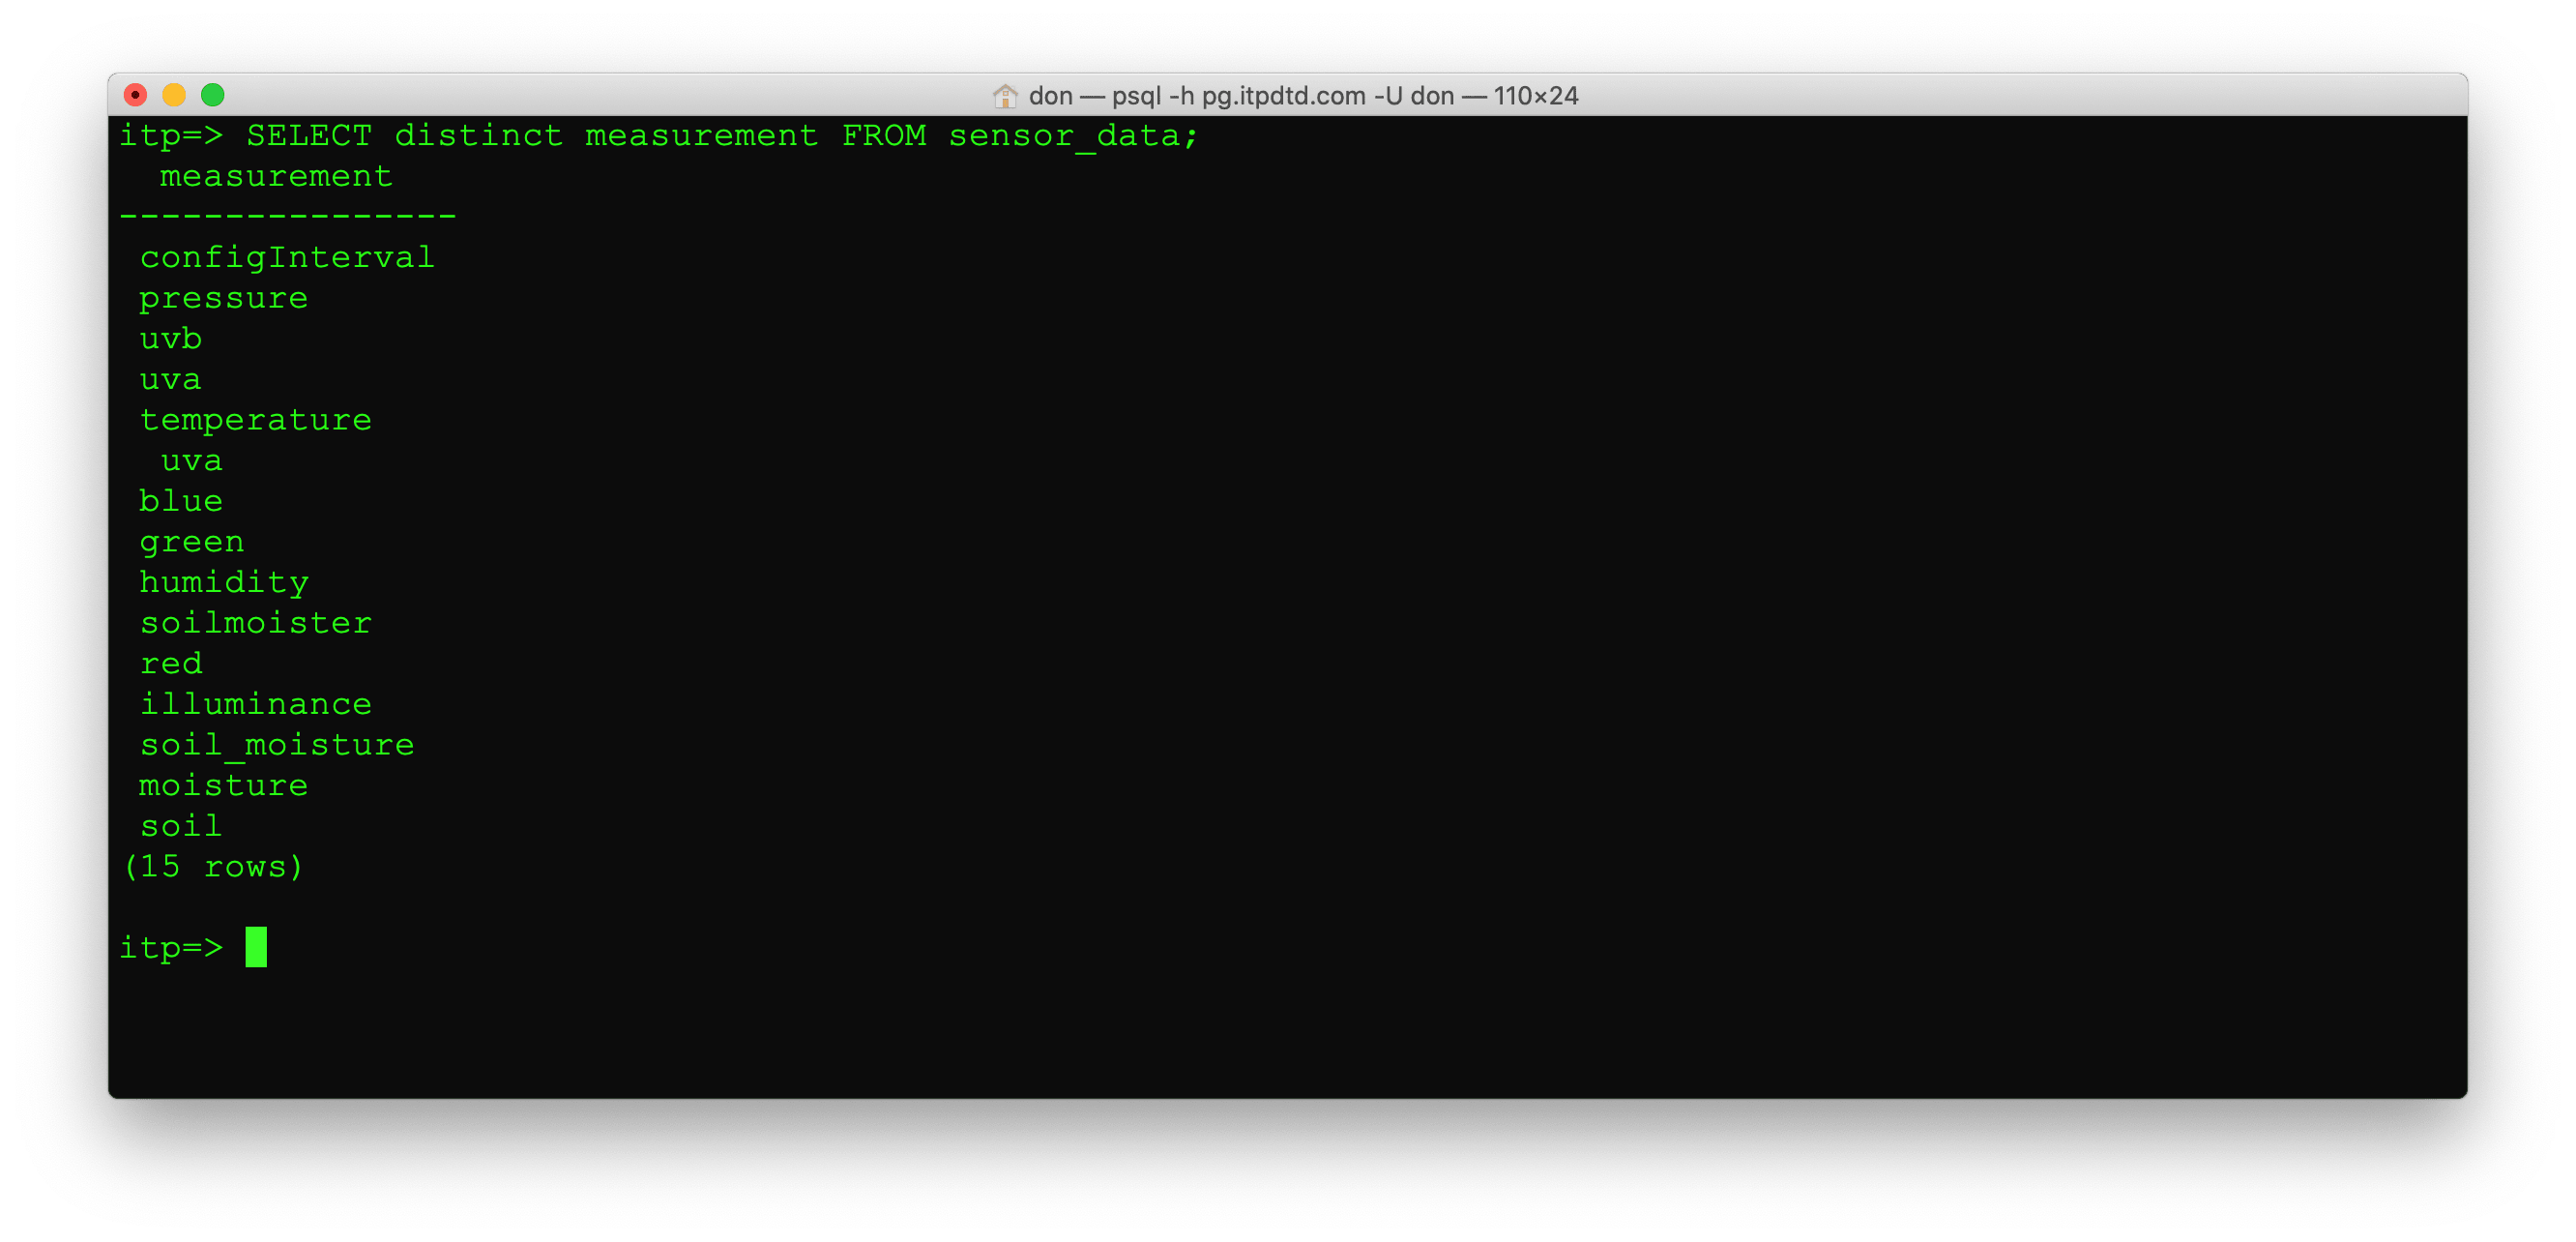 don — psql -h pg.itpdtd.com -U don — 110×24
itp=> SELECT distinct measurement FROM sensor_data;
  measurement
----------------
 configInterval
 pressure
 uvb
 uva
 temperature
  uva
 blue
 green
 humidity
 soilmoister
 red
 illuminance
 soil_moisture
 moisture
 soil
(15 rows)
itp=>